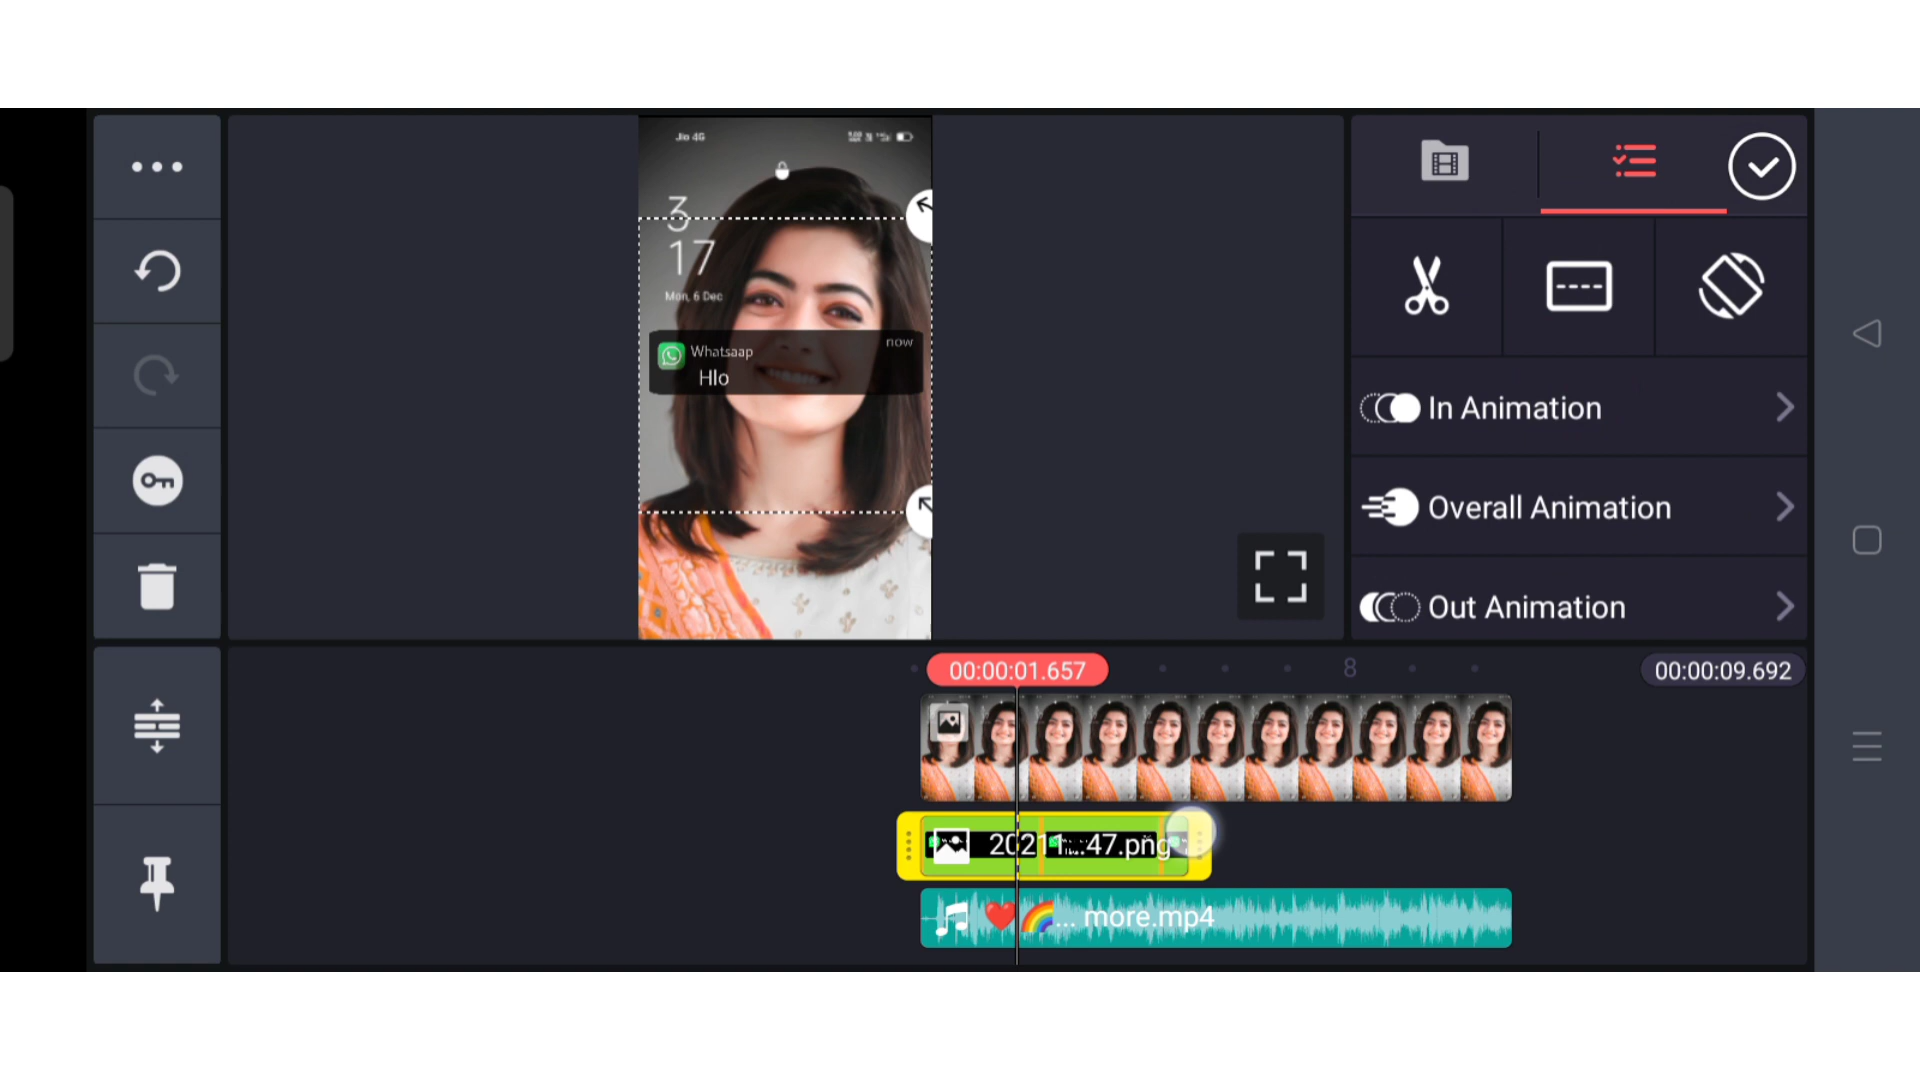 Jio 4G
3
17
Mon, 6 Dec
now
Whatsaap
Hlo
In Animation
Overall Animation
Out Animation
00:00:01.657
8
00:00:09.692
20211...47.png
... more.mp4